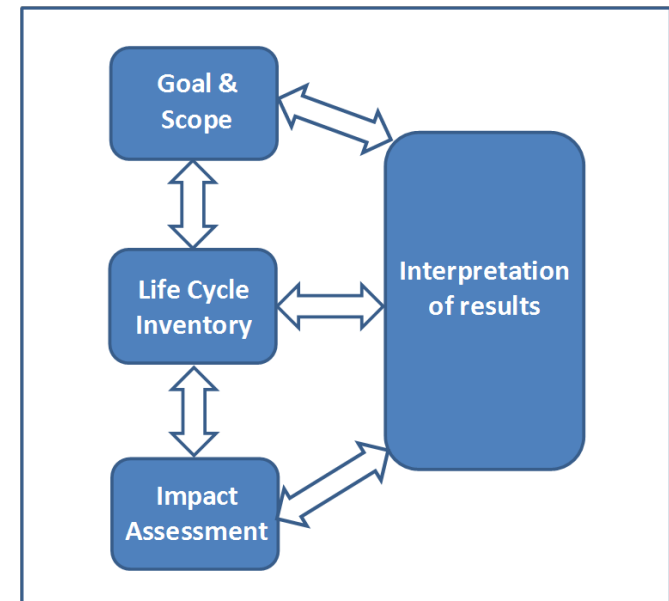 Goal &
Scope
Life Cycle
Inventory
Interpretation
of results
Impact
Assessment